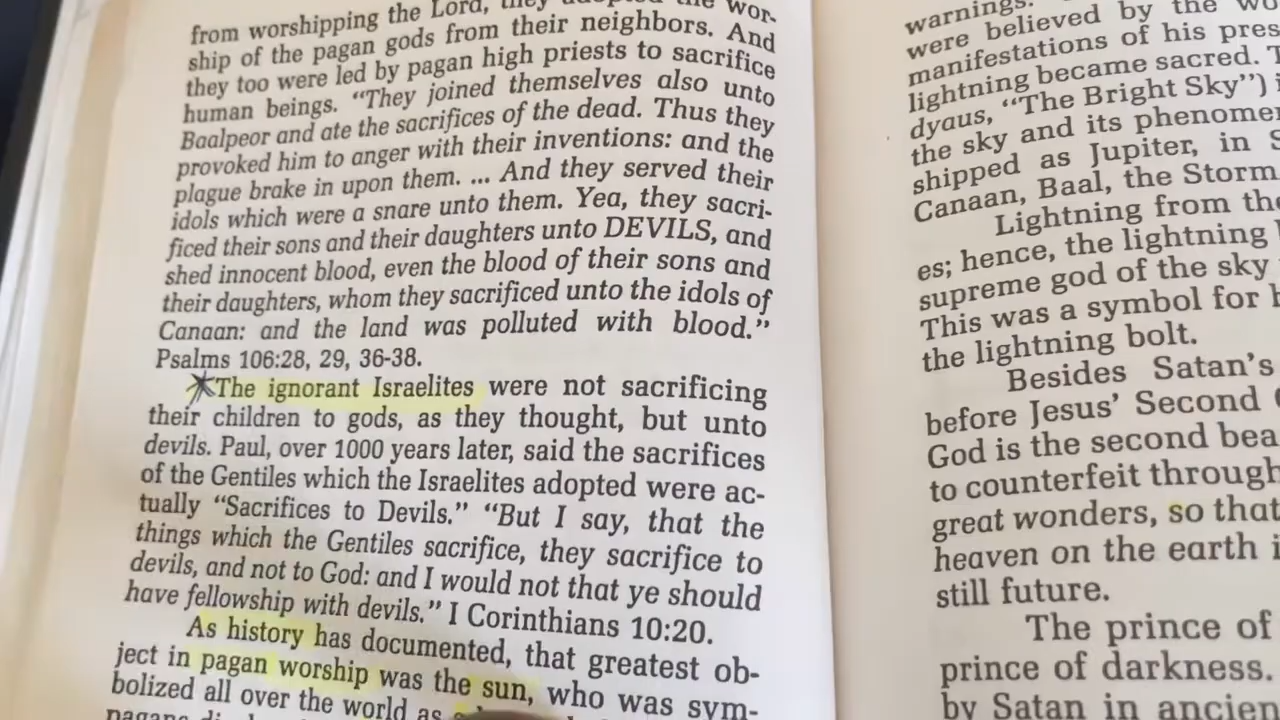 from worshipping the Lord, they adopted the wor-
ship of the pagan gods from their neighbors. And
they too were led by pagan high priests to sacrifice
human beings. “They joined themselves also unto
Baalpeor and ate the sacrifices of the dead. Thus they
provoked him to anger with their inventions: and the
plague brake in upon them. ... And they served their
idols which were a snare unto them. Yea, they sacri-
ficed their sons and their daughters unto DEVILS, and
shed innocent blood, even the blood of their sons and
their daughters, whom they sacrificed unto the idols of
Canaan: and the land was polluted with blood.”
Psalms 106:28, 29, 36-38.
The ignorant Israelites were not sacrificing
their children to gods, as they thought, but unto
devils. Paul, over 1000 years later, said the sacrifices
of the Gentiles which the Israelites adopted were ac-
tually “Sacrifices to Devils.” “But I say, that the
things which the Gentiles sacrifice, they sacrifice to
devils, and not to God: and I would not that ye should
have fellowship with devils.” I Corinthians 10:20.
As history has documented, that greatest ob-
ject in pagan worship was the sun, who was sym-
bolized all over the world as
warnings.
were believed by the
manifestations of his
lightning became sacred.
dyaus, “The Bright Sky”)
the sky and its
shipped as Jupiter, in
Canaan, Baal, the Storm
Lightning from
es; hence, the lightning
supreme god of the sky
This was a symbol for
the lightning bolt.
Besides Satan’s
before Jesus’ Second
God is the second
to counterfeit through
great wonders, so that
heaven on the earth
still future.
The prince of
prince of darkness.
by Satan in